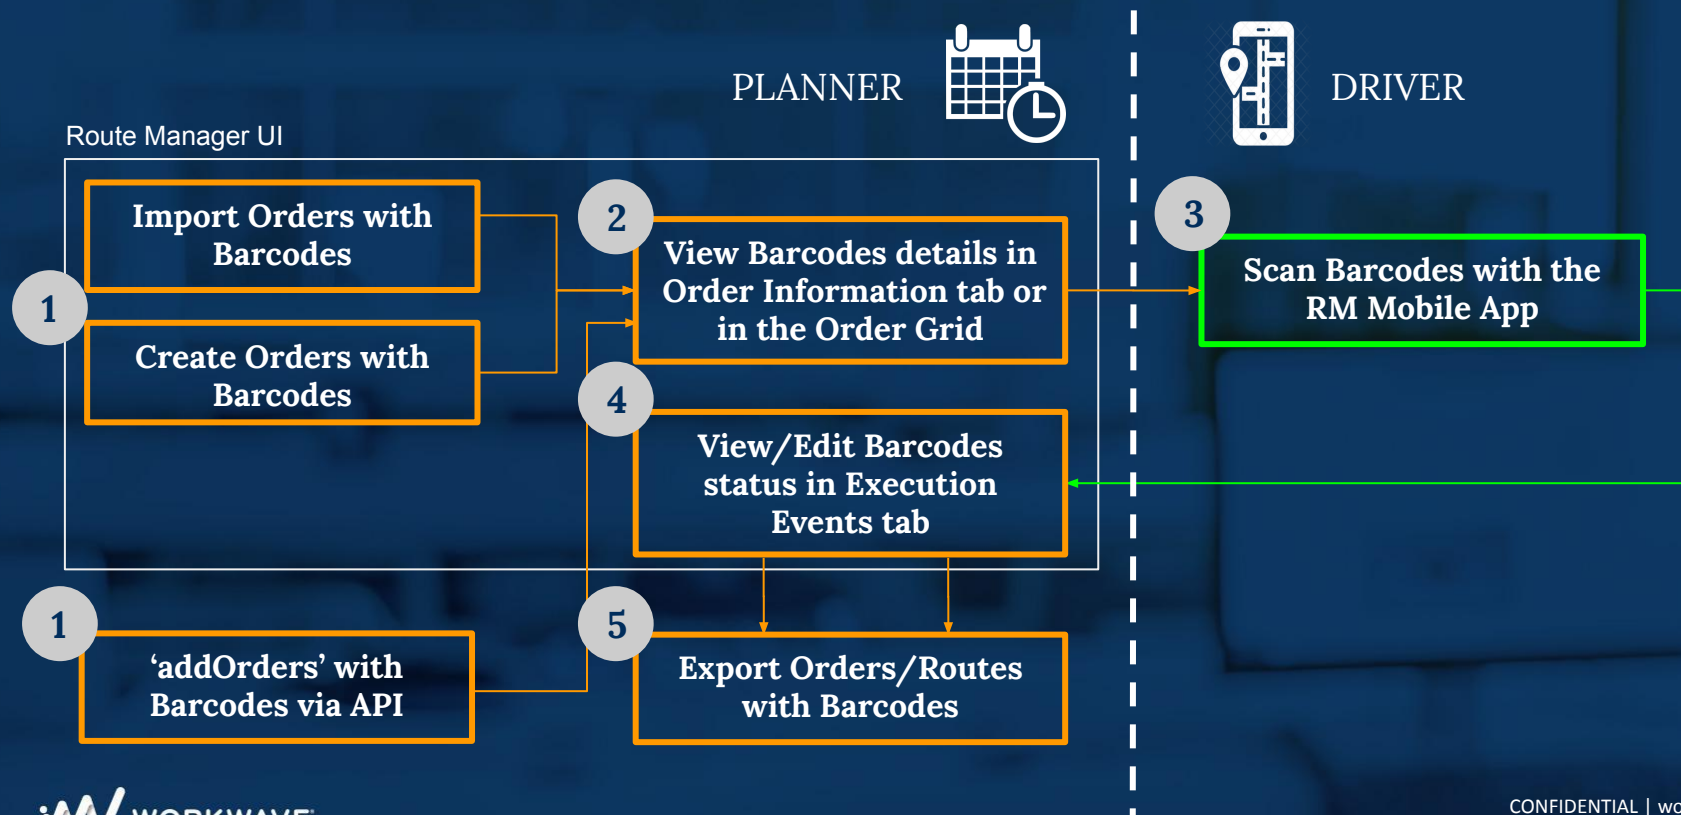 PLANNER
DRIVER
Route Manager UI
1
Import Orders with
Barcodes
Create Orders with
Barcodes
2
View Barcodes details in
Order Information tab or
in the Order Grid
3
Scan Barcodes with the
RM Mobile App
4
View/Edit Barcodes
status in Execution
Events tab
1
‘addOrders’ with
Barcodes via API
5
Export Orders/Routes
with Barcodes
WORKWAVE
CONFIDENTIAL |